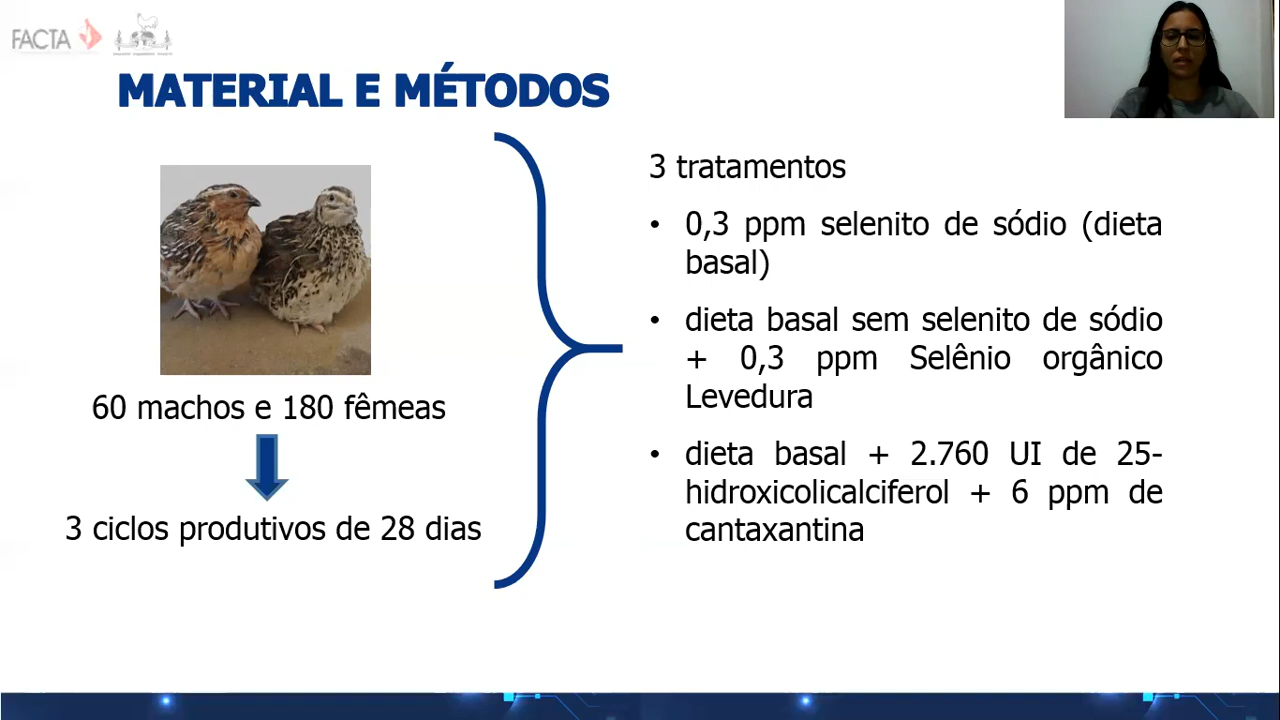 FACTA
MATERIAL E MÉTODOS
60 machos e 180 fêmeas
3 ciclos produtivos de 28 dias
3 tratamentos
• 0,3 ppm selenito de sódio (dieta
basal)
• dieta basal sem selenito de sódio
+ 0,3 ppm Selênio orgânico
Levedura
• dieta basal + 2.760 UI de 25-
hidroxicolicalciferol + 6 ppm de
cantaxantina